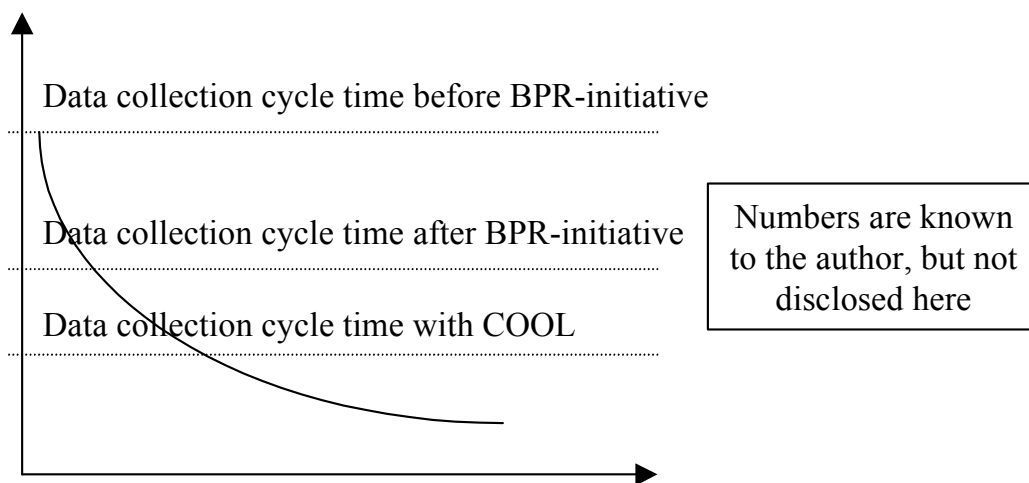 Data collection cycle time before BPR-initiative
Data collection cycle time after BPR-initiative
Data collection cycle time with COOL
Numbers are known
to the author, but not
disclosed here